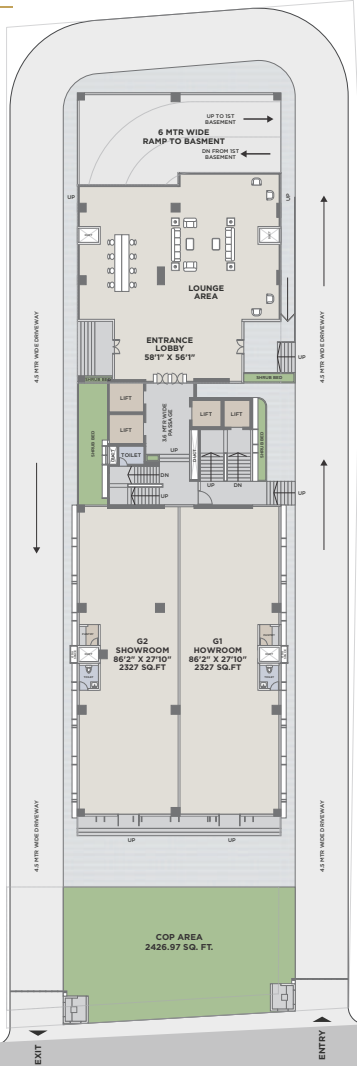 UP TO 1ST
BASEMENT
6 MTR WIDE
RAMP TO BASMENT
DN FROM 1ST
BASEMENT
UP
UP
LOUNGE
AREA
4.5 MTR WIDE DRIVEWAY
4.5 MTR WIDE DRIVEWAY
ENTRANCE
LOBBY
58'1" X 56'1"
UP
SHRUB BED
SHRUB BED
LIFT
LIFT
LIFT
LIFT
3.6 MTR WIDE
PASSAGE
SHRUB BED
SHRUB BED
DUCT
TOILET
DUCT
UP
DN
UP
UP
DN
UP
G2
SHOWROOM
86'2" X 27'10"
2327 SQ.FT
G1
HOWROOM
86'2" X 27'10"
2327 SQ.FT
TOILET
TOILET
4.5 MTR WIDE DRIVEWAY
4.5 MTR WIDE DRIVEWAY
UP
UP
COP AREA
2426.97 SQ. FT.
EXIT
ENTRY